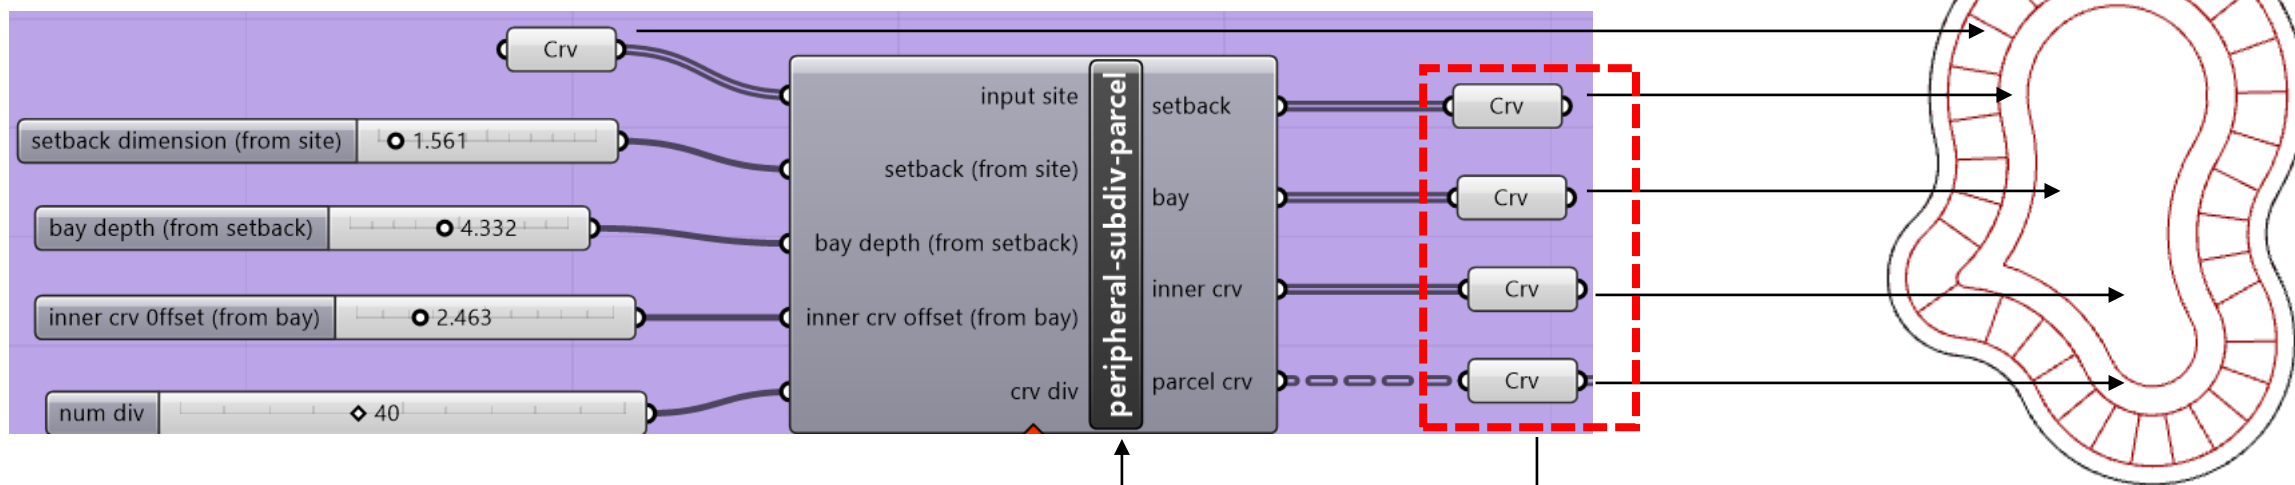 Crv
setback dimension (from site) 1.561
bay depth (from setback) 4.332
inner crv Offset (from bay) 2.463
num div 40
input site
setback (from site)
bay depth (from setback)
inner crv offset (from bay)
crv div
peripheral-subdiv-parcel
setback
bay
inner crv
parcel crv
Crv
Crv
Crv
Crv